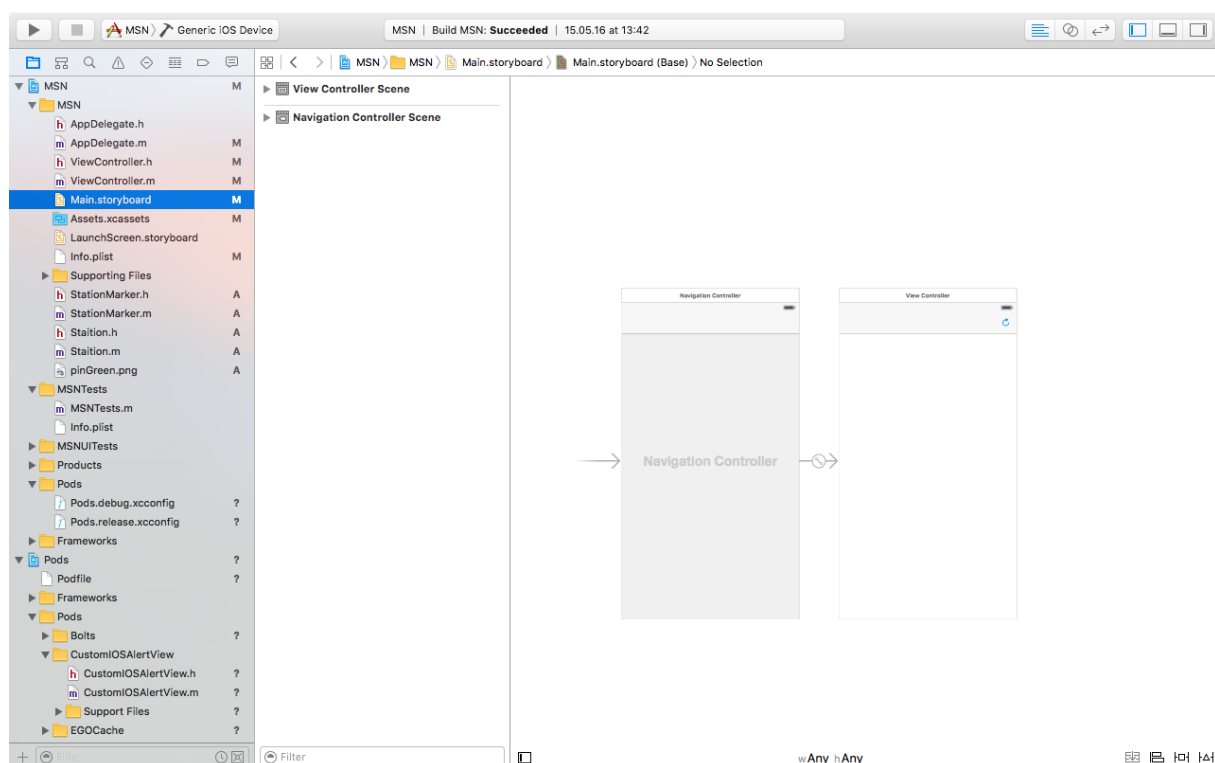 MSN Generic iOS Device
MSN | Build MSN: Succeeded | 15.05.16 at 13:42
MSN MSN Main.storyboard Main.storyboard (Base) No Selection
MSN M
MSN
h AppDelegate.h
m AppDelegate.m M
h ViewController.h M
m ViewController.m M
Main.storyboard M
Assets.xcassets M
LaunchScreen.storyboard
Info.plist M
Supporting Files
h StationMarker.h A
m StationMarker.m A
h Staition.h A
m Staition.m A
pinGreen.png A
MSNTests
m MSNTests.m
Info.plist
MSNUITests
Products
Pods
Pods.debug.xcconfig ?
Pods.release.xcconfig ?
Frameworks
Pods ?
Podfile ?
Frameworks
Pods
Bolts ?
CustomIOSAlertView
h CustomIOSAlertView.h ?
m CustomIOSAlertView.m ?
Support Files ?
EGOCache ?
Filter
View Controller Scene
Navigation Controller Scene
Filter
Navigation Controller
Navigation Controller
View Controller
wAny hAny